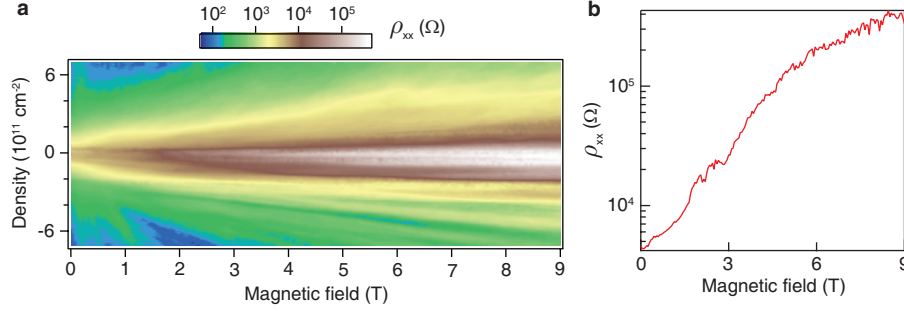 a
10² 10³ 10⁴ 10⁵
ρxx (Ω)
Density (10¹¹ cm⁻²)
6
0
-6
0 1 2 3 4 5 6 7 8 9
Magnetic field (T)
b
ρxx (Ω)
10⁵
10⁴
0 3 6 9
Magnetic field (T)